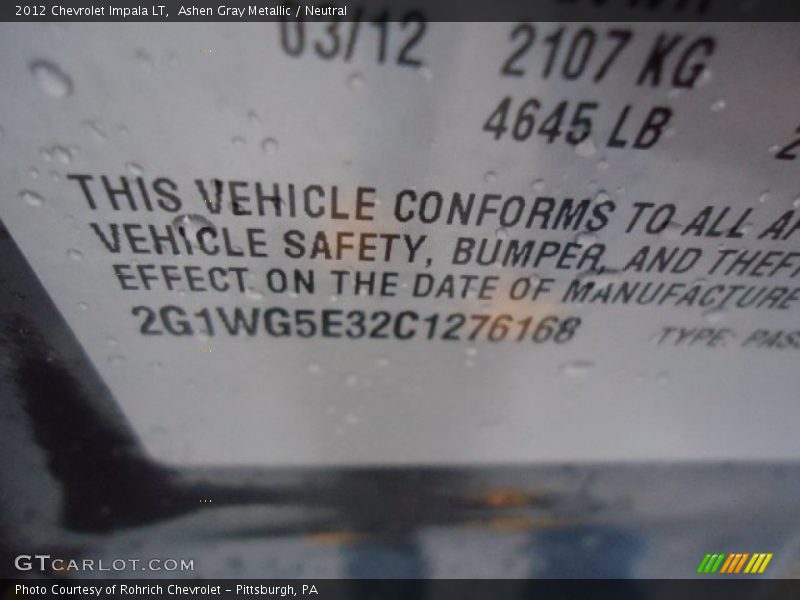 2012 Chevrolet Impala LT, Ashen Gray Metallic / Neutral
03/12 2107 KG
4645 LB
THIS VEHICLE CONFORMS TO ALL
VEHICLE SAFETY, BUMPER, AND THEFT
EFFECT ON THE DATE OF MANUFACTURE
2G1WG5E32C1276168 TYPE: PASS
GTCARLOT.COM
Photo Courtesy of Rohrich Chevrolet – Pittsburgh, PA